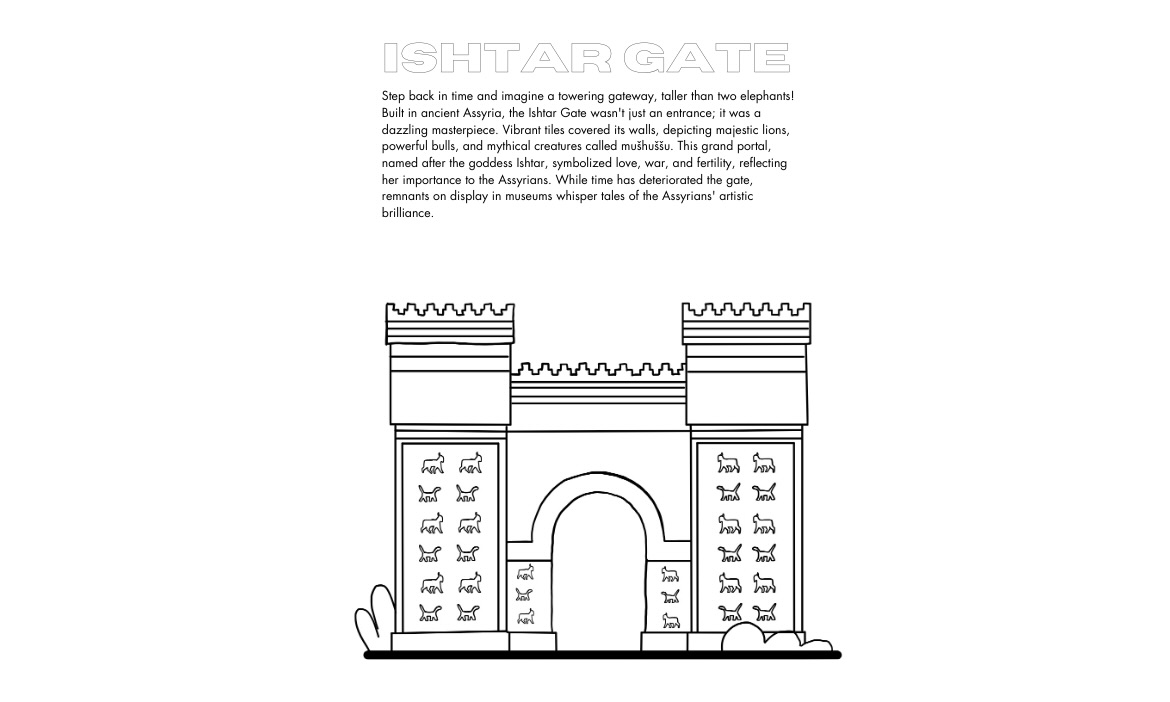 ISHTAR GATE
Step back in time and imagine a towering gateway, taller than two elephants!
Built in ancient Assyria, the Ishtar Gate wasn't just an entrance; it was a
dazzling masterpiece. Vibrant tiles covered its walls, depicting majestic lions,
powerful bulls, and mythical creatures called mušhuššu. This grand portal,
named after the goddess Ishtar, symbolized love, war, and fertility, reflecting
her importance to the Assyrians. While time has deteriorated the gate,
remnants on display in museums whisper tales of the Assyrians' artistic
brilliance.